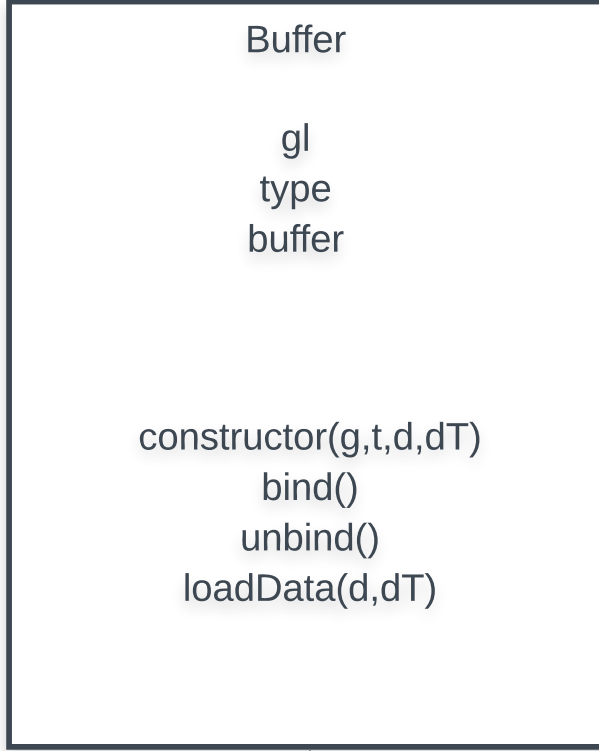 Buffer
gl
type
buffer
constructor(g,t,d,dT)
bind()
unbind()
loadData(d,dT)